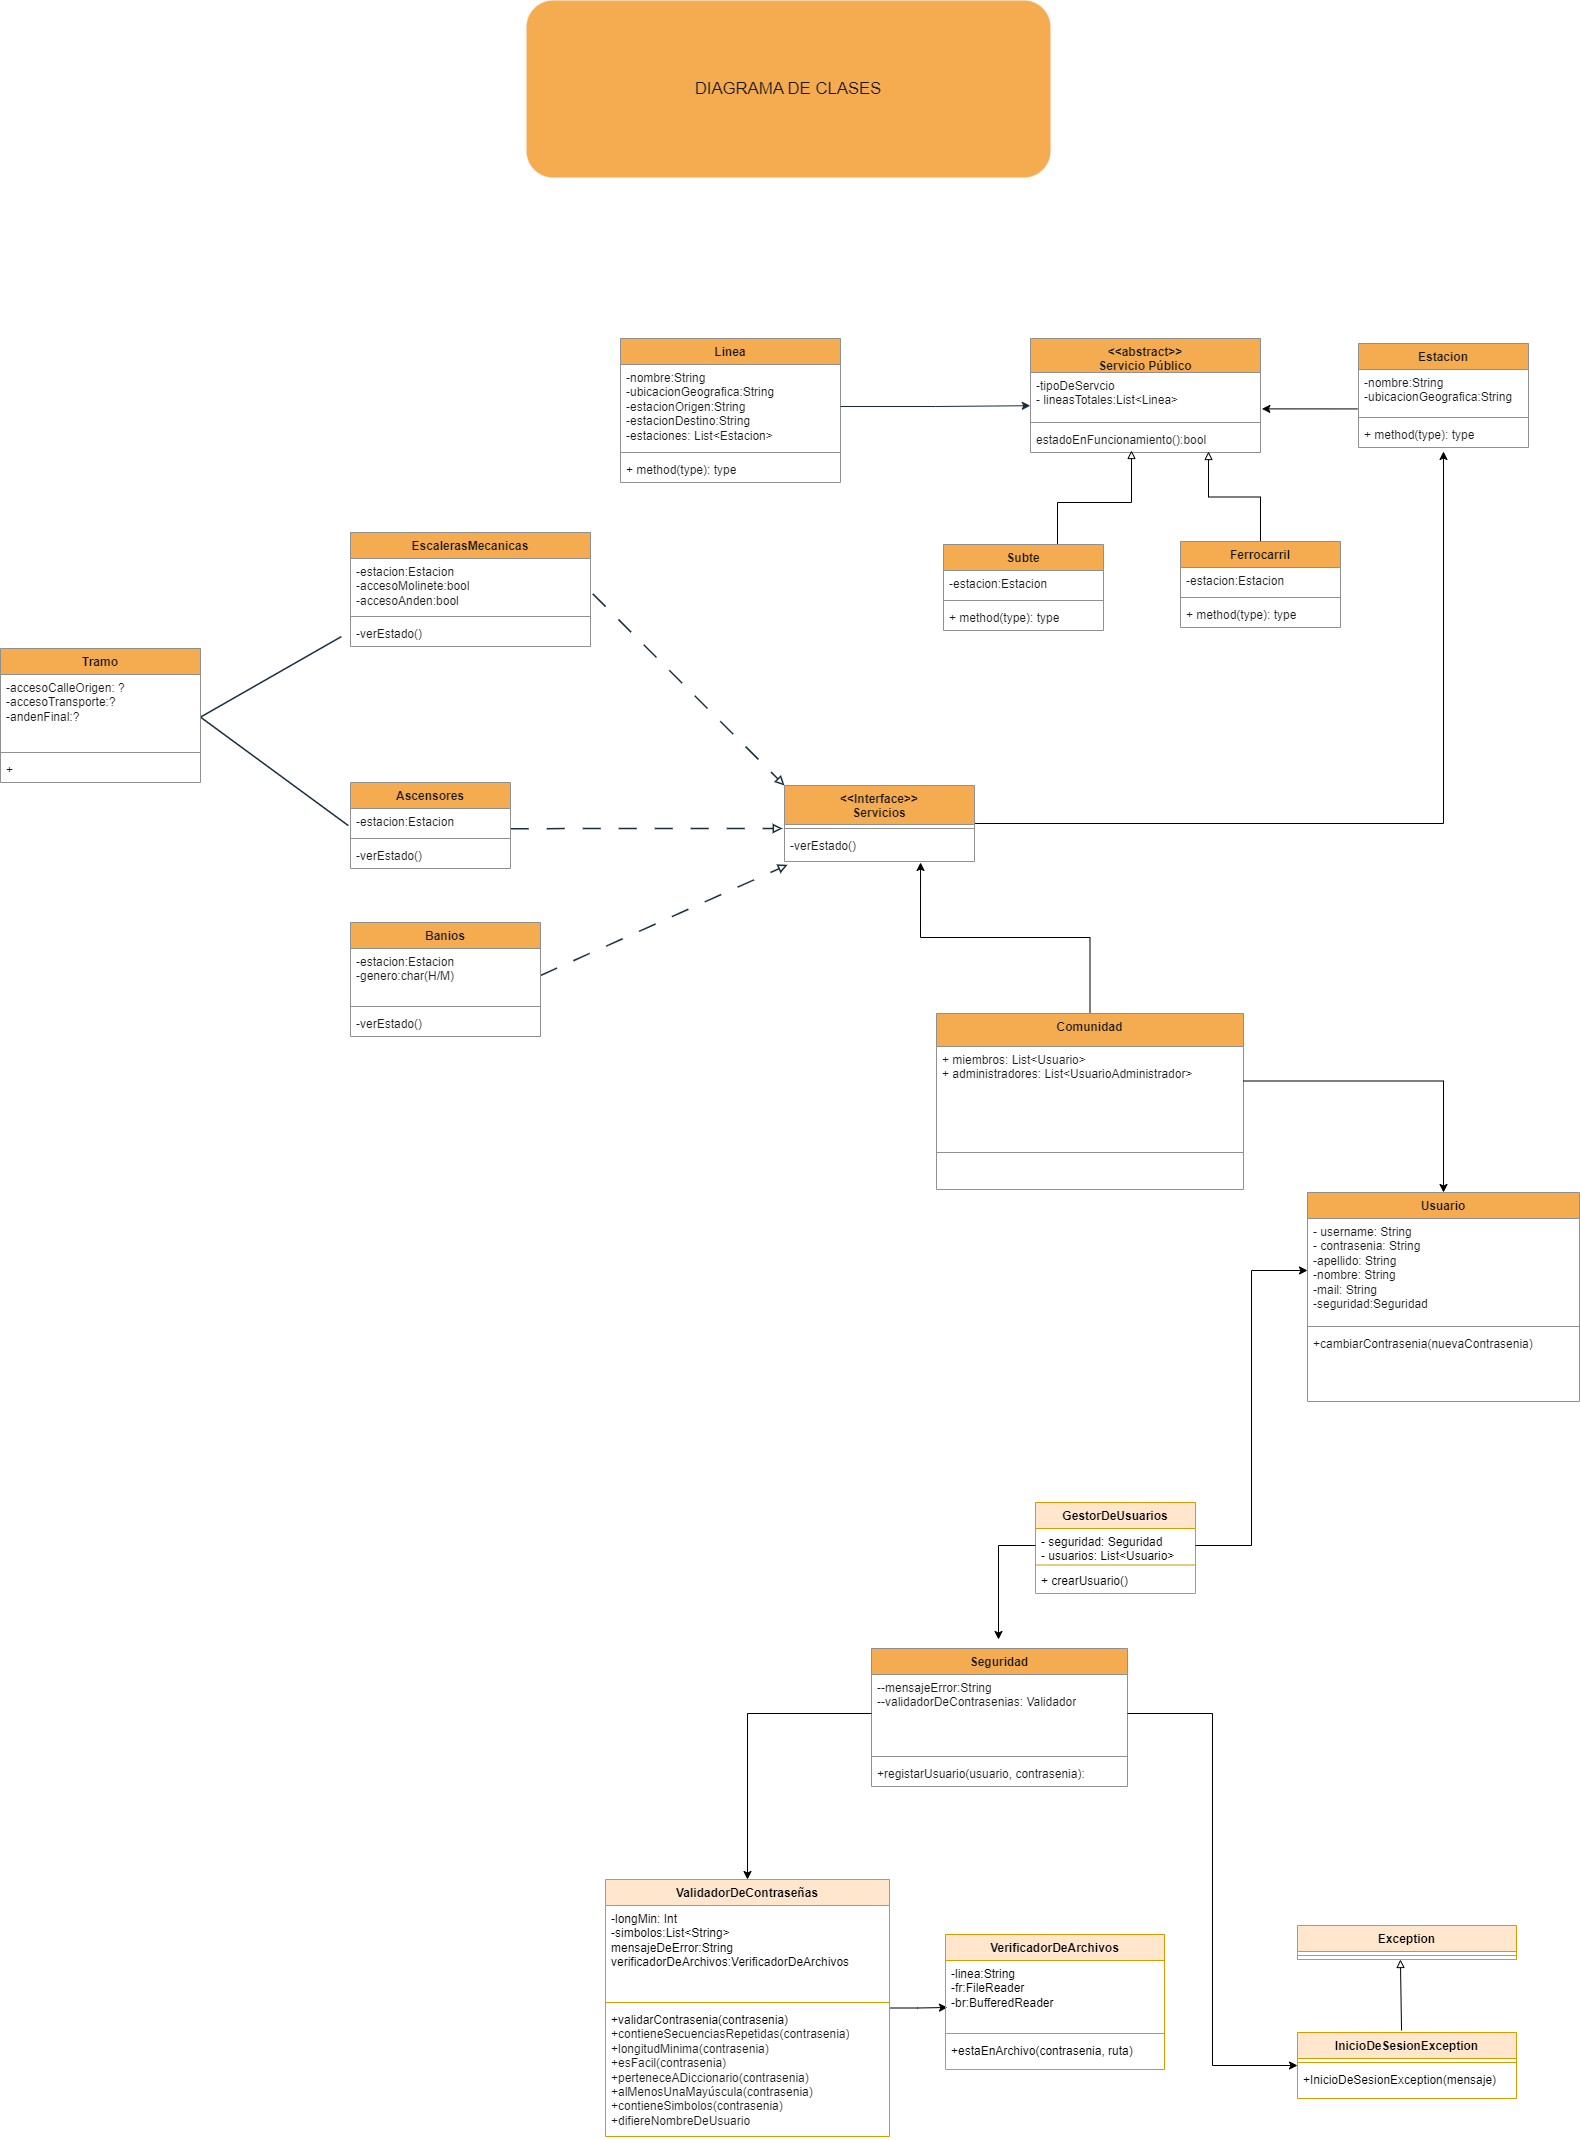 DIAGRAMA DE CLASES
Linea
-nombre:String
-ubicacionGeografica:String
-estacionOrigen:String
-estacionDestino:String
-estaciones: List<Estacion>
+ method(type): type
<<abstract>>
Servicio Público
-tipoDeServcio
- lineasTotales:List<Linea>
estadoEnFuncionamiento():bool
Estacion
-nombre:String
-ubicacionGeografica:String
+ method(type): type
Subte
-estacion:Estacion
+ method(type): type
Ferrocarril
-estacion:Estacion
+ method(type): type
EscalerasMecanicas
-estacion:Estacion
-accesoMolinete:bool
-accesoAnden:bool
-verEstado()
Tramo
-accesoCalleOrigen: ?
-accesoTransporte:?
-andenFinal:?
+
Ascensores
-estacion:Estacion
-verEstado()
<<Interface>>
Servicios
-verEstado()
Banios
-estacion:Estacion
-genero:char(H/M)
-verEstado()
Comunidad
+ miembros: List<Usuario>
+ administradores: List<UsuarioAdministrador>
Usuario
- username: String
- contrasenia: String
-apellido: String
-nombre: String
-mail: String
-seguridad:Seguridad
+cambiarContrasenia(nuevaContrasenia)
GestorDeUsuarios
- seguridad: Seguridad
- usuarios: List<Usuario>
+ crearUsuario()
Seguridad
--mensajeError:String
--validadorDeContrasenias: Validador
+registarUsuario(usuario, contrasenia):
ValidadorDeContraseñas
-longMin: Int
-simbolos:List<String>
mensajeDeError:String
verificadorDeArchivos:VerificadorDeArchivos
+validarContrasenia(contrasenia)
+contieneSecuenciasRepetidas(contrasenia)
+longitudMinima(contrasenia)
+esFacil(contrasenia)
+perteneceADiccionario(contrasenia)
+alMenosUnaMayúscula(contrasenia)
+contieneSimbolos(contrasenia)
+difiereNombreDeUsuario
VerificadorDeArchivos
-linea:String
-fr:FileReader
-br:BufferedReader
+estaEnArchivo(contrasenia, ruta)
Exception
InicioDeSesionException
+InicioDeSesionException(mensaje)